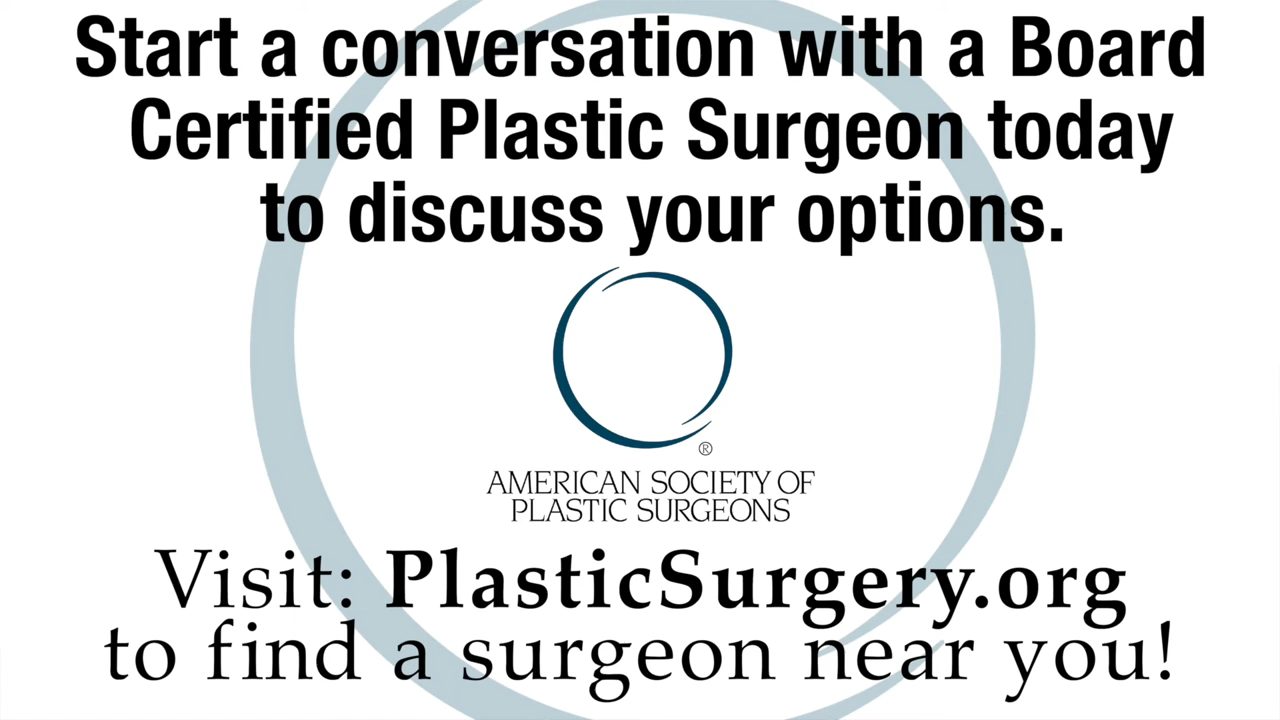 Start a conversation with a Board
Certified Plastic Surgeon today
to discuss your options.
®
AMERICAN SOCIETY OF
PLASTIC SURGEONS
Visit: PlasticSurgery.org
to find a surgeon near you!